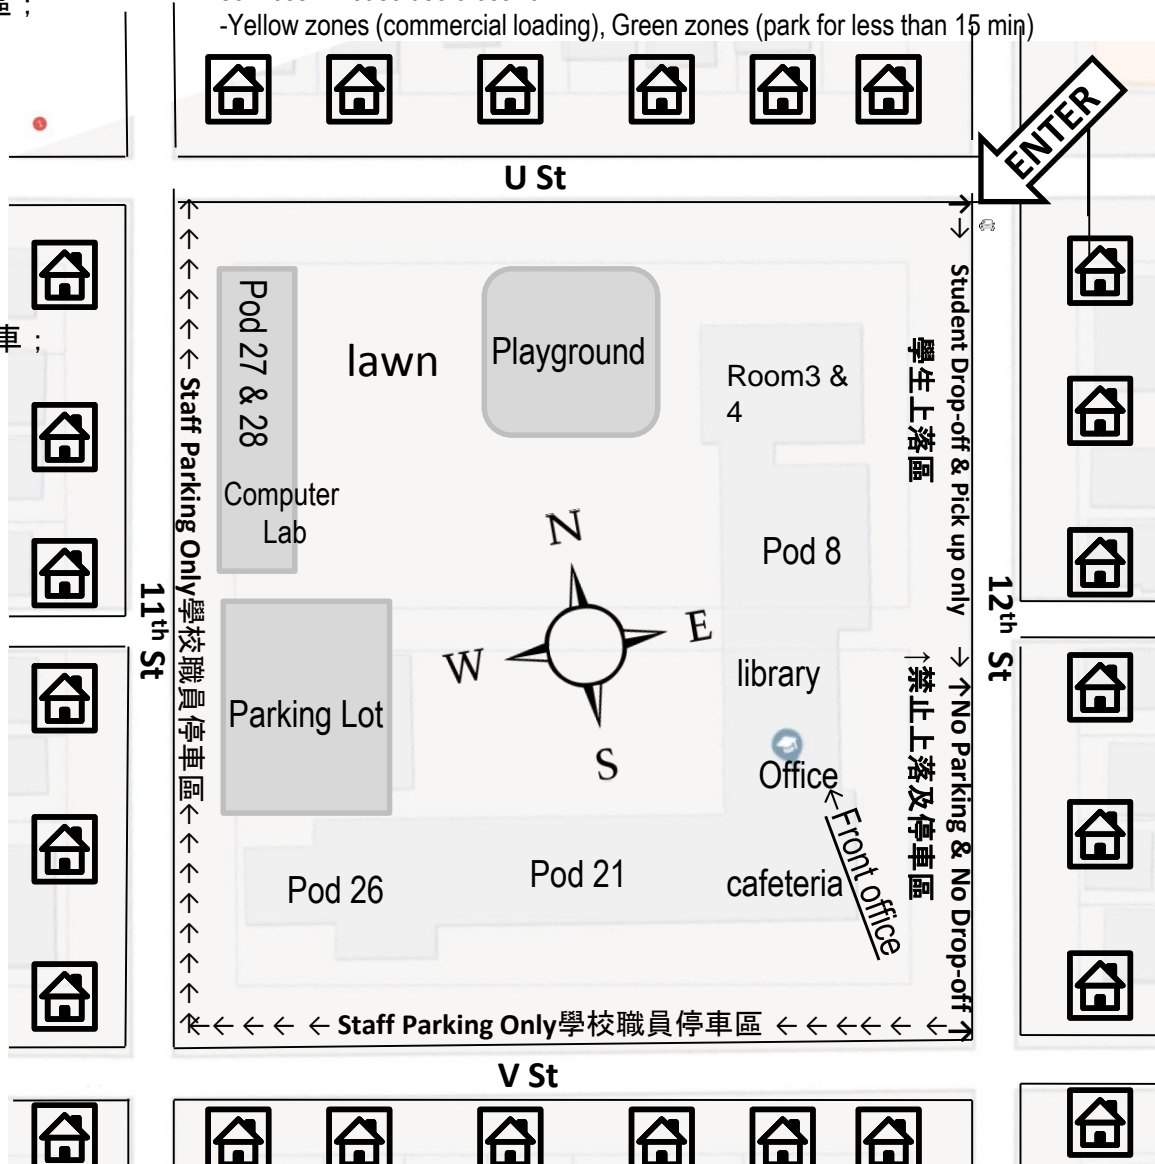 區；
-Yellow zones (commercial loading), Green zones (park for less than 15 min)
ENTER
U St
車；
Pod 27 & 28
Computer
Lab
lawn
Playground
Room3 &
4
Student Drop-off & Pick up only
學生上落區
Staff Parking Only學校職員停車區
11th St
12th St
Pod 8
N
E
W
S
library
Parking Lot
Office
←Front office
↑禁止上落及停車區
→ ↑No Parking & No Drop-off
Pod 26
Pod 21
cafeteria
← ← ← ← Staff Parking Only學校職員停車區 ← ← ←← ← ←
V St